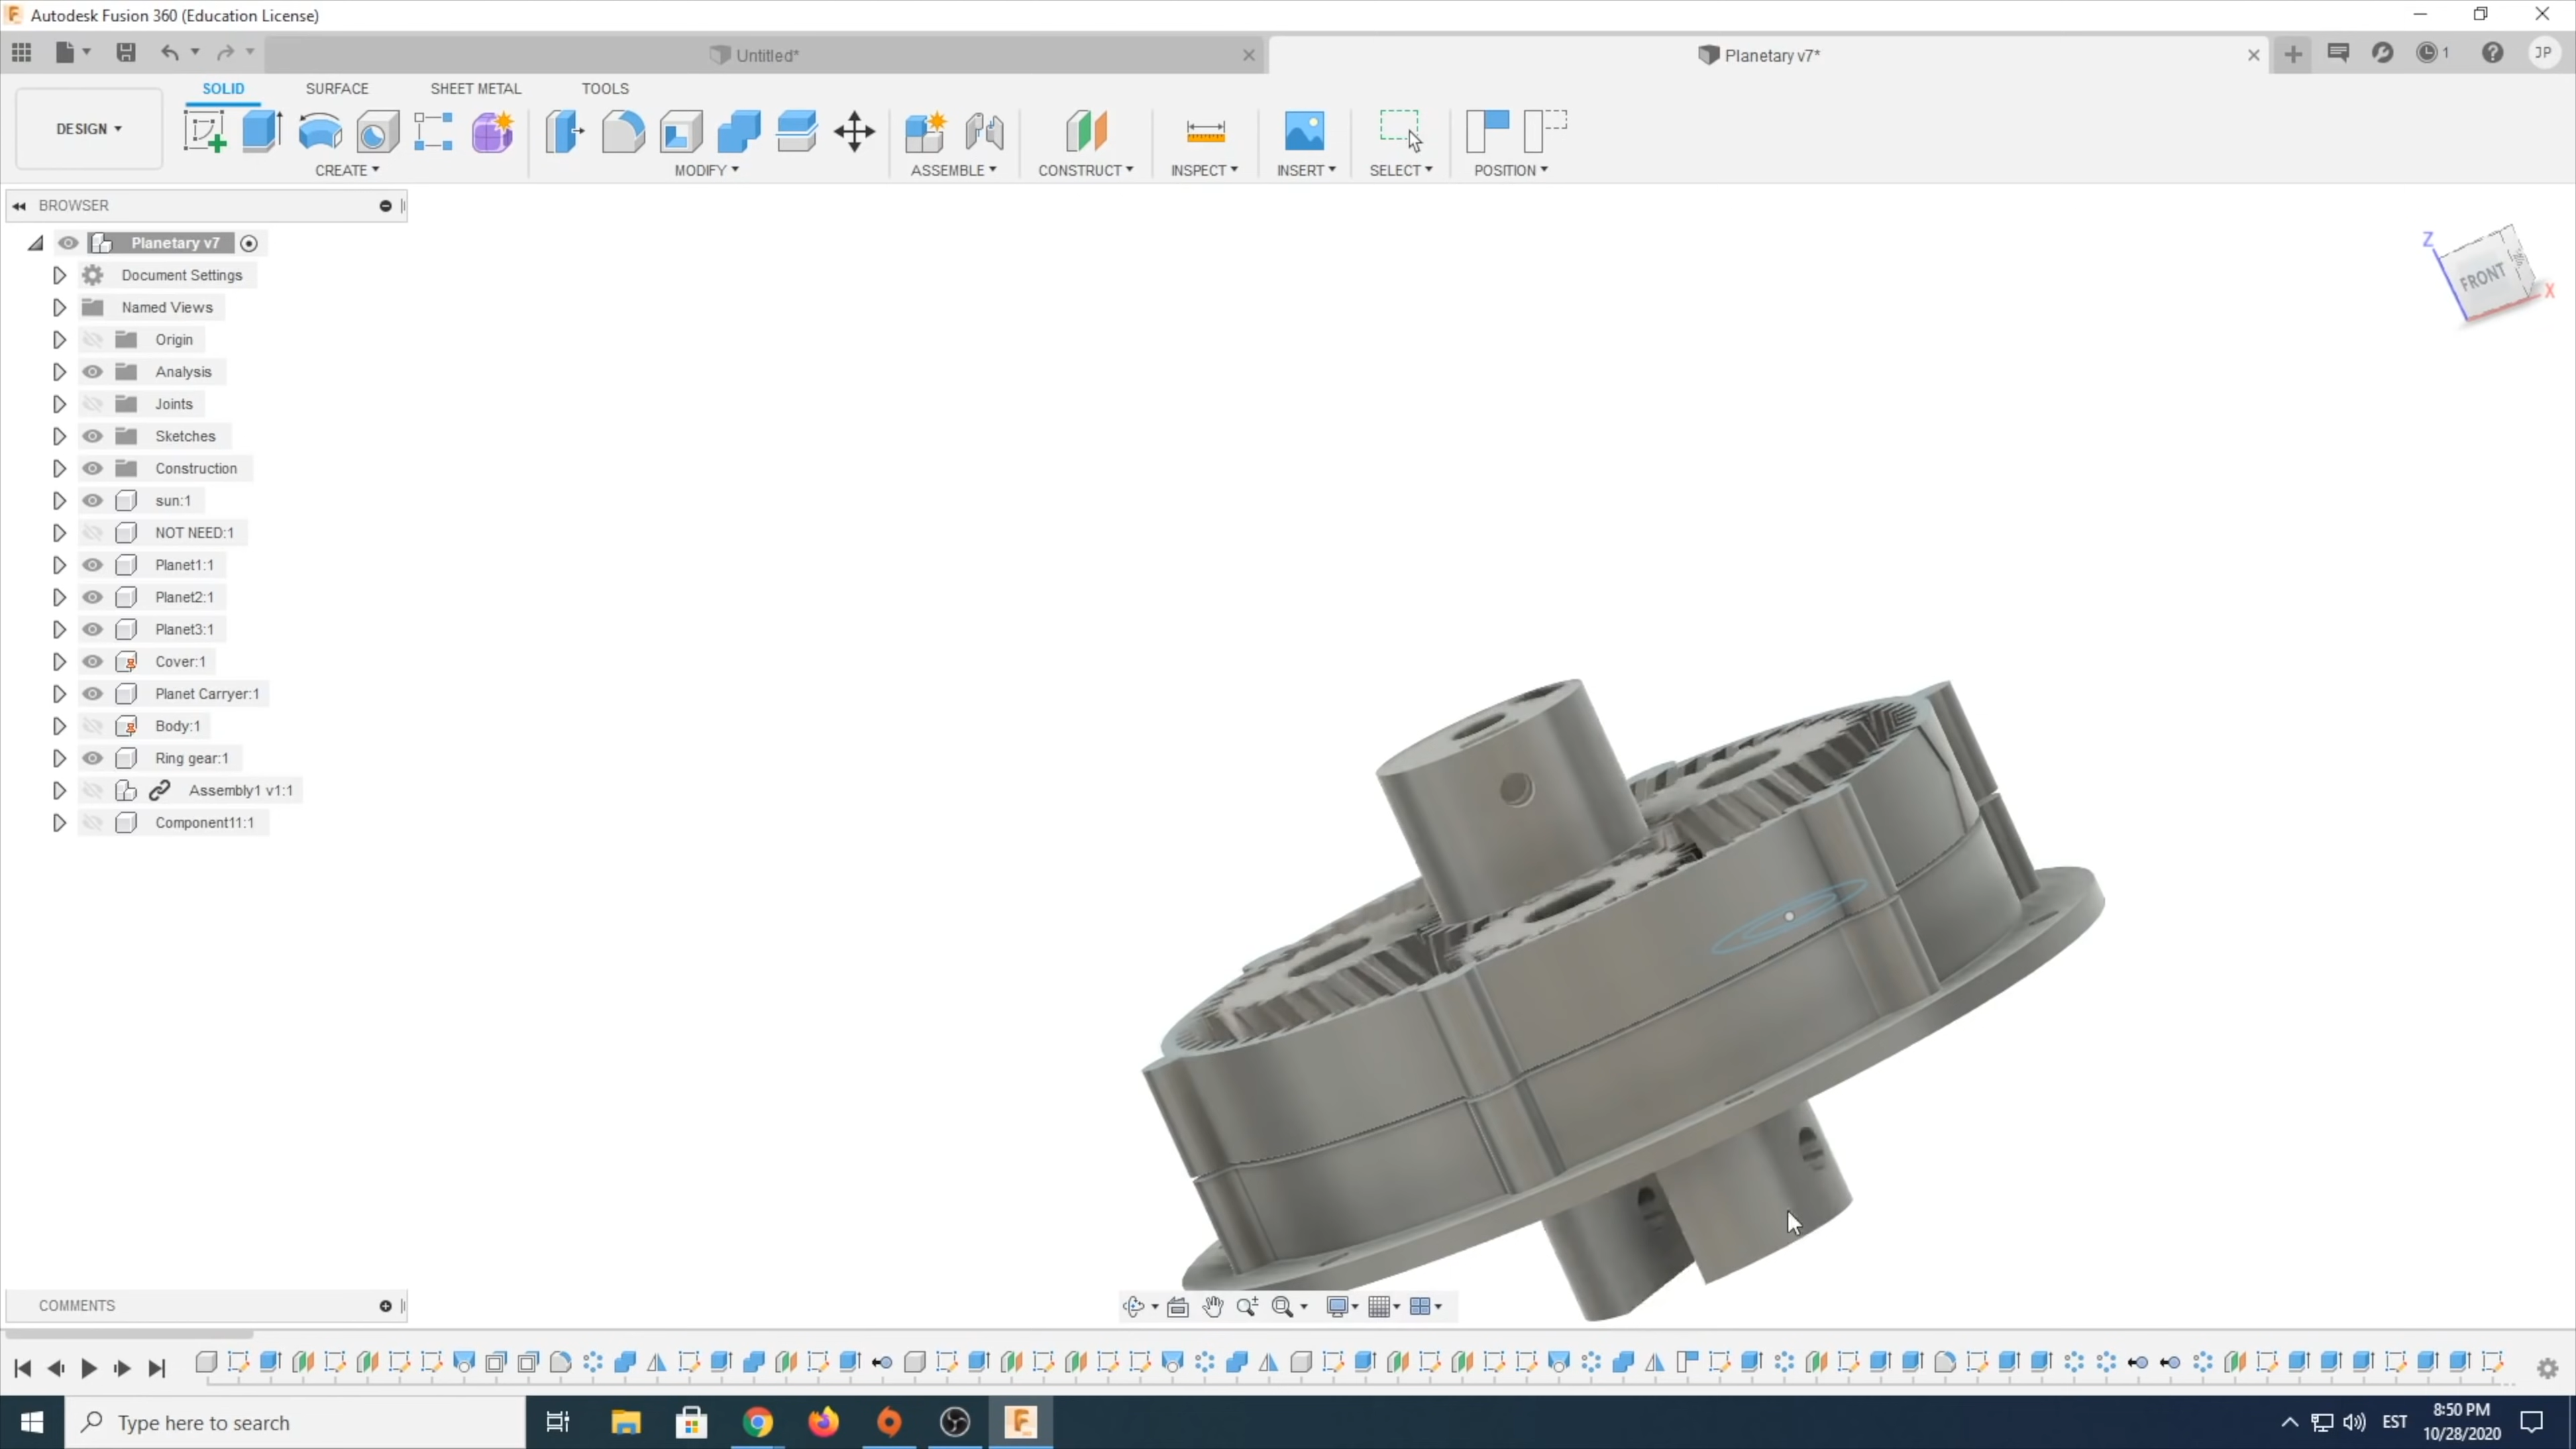 Autodesk Fusion 360 (Education License)
Untitled*
Planetary v7*
1
JP
SOLID SURFACE SHEET METAL TOOLS
DESIGN
CREATE MODIFY ASSEMBLE CONSTRUCT INSPECT INSERT SELECT POSITION
BROWSER
Planetary v7
Document Settings
Named Views
Origin
Analysis
Joints
Sketches
Construction
sun:1
NOT NEED:1
Planet1:1
Planet2:1
Planet3:1
Cover:1
Planet Carryer:1
Body:1
Ring gear:1
Assembly1 v1:1
Component11:1
Z
FRONT
X
COMMENTS
Type here to search
EST
8:50 PM
10/28/2020